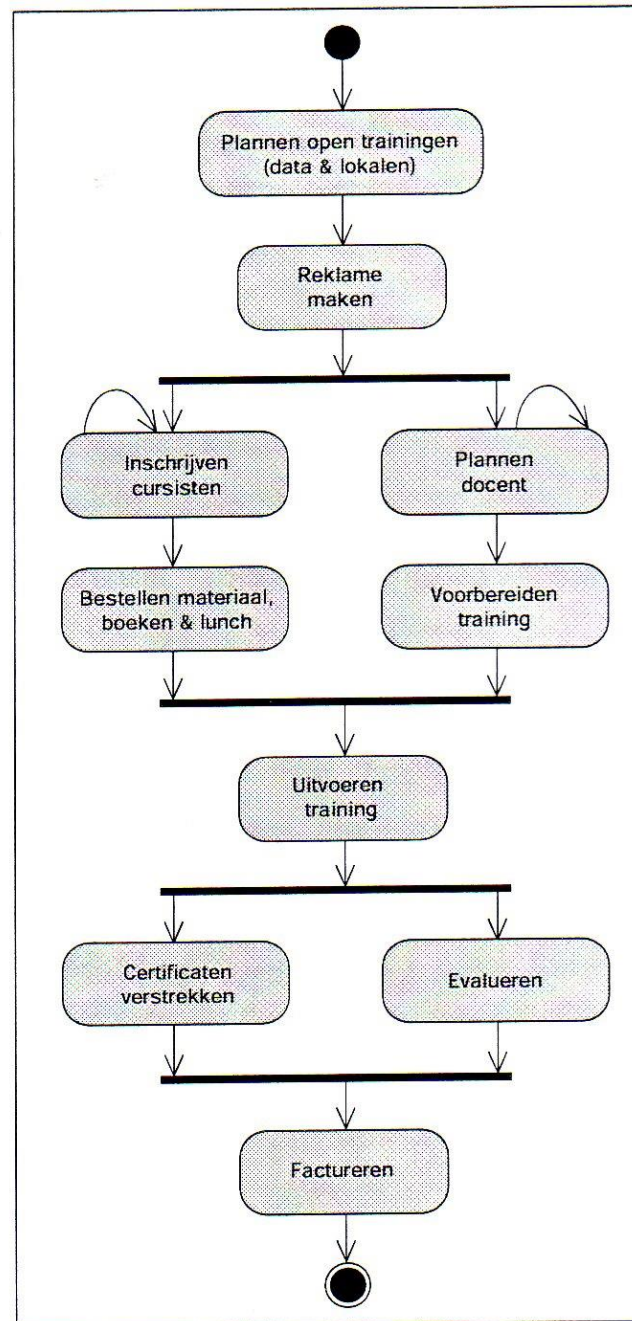 Plannen open trainingen
(data & lokalen)
Reklame
maken
Inschrijven
cursisten
Plannen
docent
Bestellen materiaal,
boeken & lunch
Voorbereiden
training
Uitvoeren
training
Certificaten
verstrekken
Evalueren
Factureren